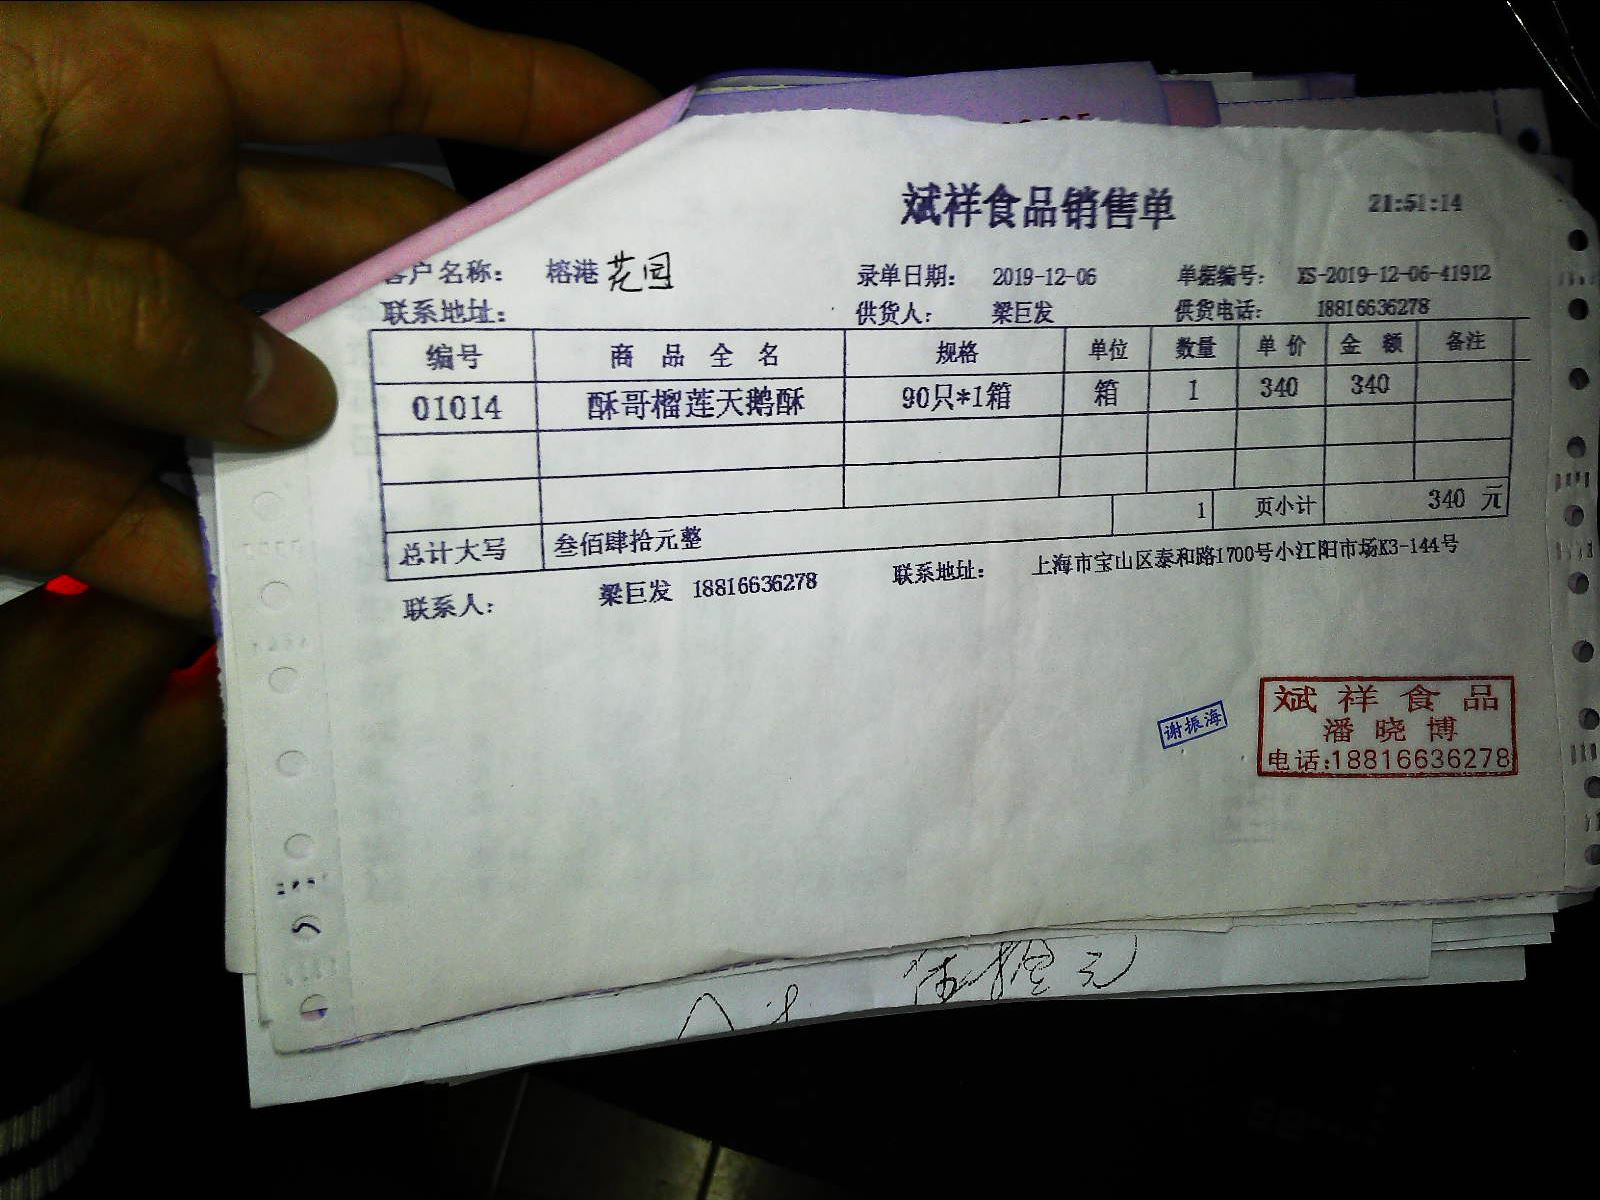 斌祥食品销售单 21:51:14
客户名称： 榕港花园 录单日期： 2019-12-06 单据编号： XS-2019-12-06-41912
联系地址： 供货人： 梁巨发 供货电话： 18816636278
编号 商品全名 规格 单位 数量 单价 金额 备注
01014 酥哥榴莲天鹅酥 90只*1箱 箱 1 340 340
总计大写 叁佰肆拾元整 1 页小计 340 元
联系人： 梁巨发 18816636278 联系地址： 上海市宝山区泰和路1700号小江阳市场K3-144号
谢振海
斌祥食品
潘晓博
电话:18816636278
伍拾元